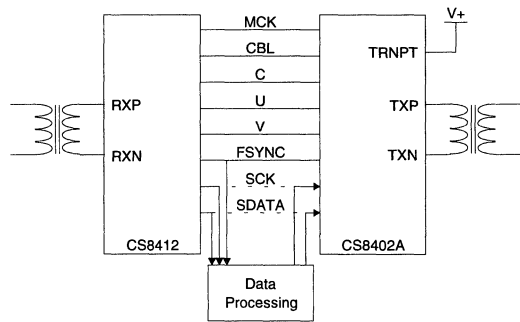 MCK
V+
CBL
TRNPT
C
RXP
U
TXP
V
RXN
FSYNC
TXN
SCK
SDATA
CS8412
CS8402A
Data
Processing